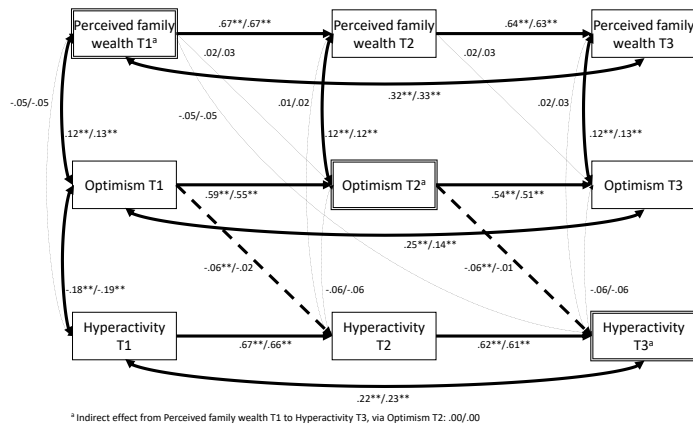 Perceived family
wealth T1ᵃ
.67**/.67**
Perceived family
wealth T2
.64**/.63**
Perceived family
wealth T3
.02/.03
.02/.03
.32**/.33**
-.05/-.05
-.05/-.05
.01/.02
.02/.03
.12**/.13**
.12**/.12**
.12**/.13**
Optimism T1
.59**/.55**
Optimism T2ᵃ
.54**/.51**
Optimism T3
.25**/.14**
-.06**/-.02
-.06**/-.01
-.18**/-.19**
-.06/-.06
-.06/-.06
Hyperactivity
T1
.67**/.66**
Hyperactivity
T2
.62**/.61**
Hyperactivity
T3ᵃ
.22**/.23**
ᵃ Indirect effect from Perceived family wealth T1 to Hyperactivity T3, via Optimism T2: .00/.00